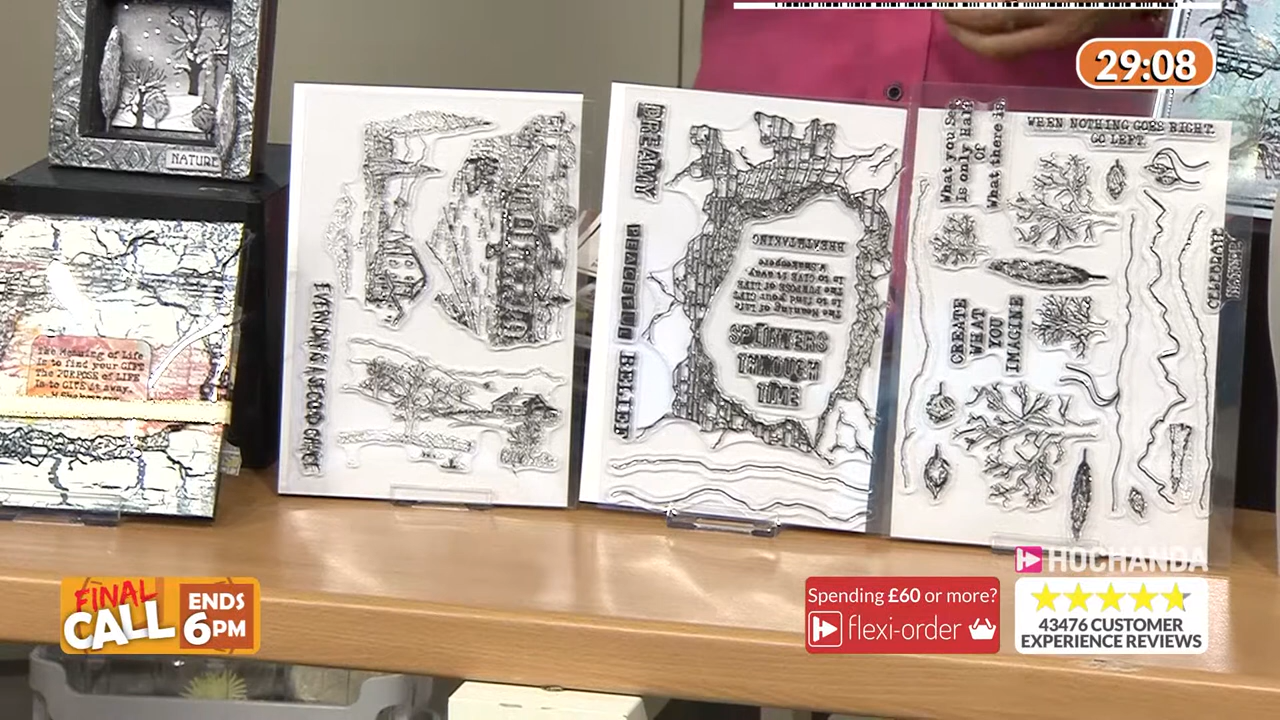 29:08
NATURE
The Meaning of Life
is to find your GIFT
The PURPOSE of LIFE
is to GIVE it away.
EVERYDAY IS A SECOND CHANCE
DREAMY
BELIEF
BREATHTAKING
The Meaning of Life
is to find your GIFT
The PURPOSE of LIFE
is to GIVE it away
SPLINTERS
THROUGH
TIME
What you See
is only Half
of
What there is
WHEN NOTHING GOES RIGHT.
GO LEFT.
CREATE
WHAT
YOU
IMAGINE
CELEBRATE
FINAL
CALL
ENDS
6PM
Spending £60 or more?
flexi-order
HOCHANDA
43476 CUSTOMER
EXPERIENCE REVIEWS